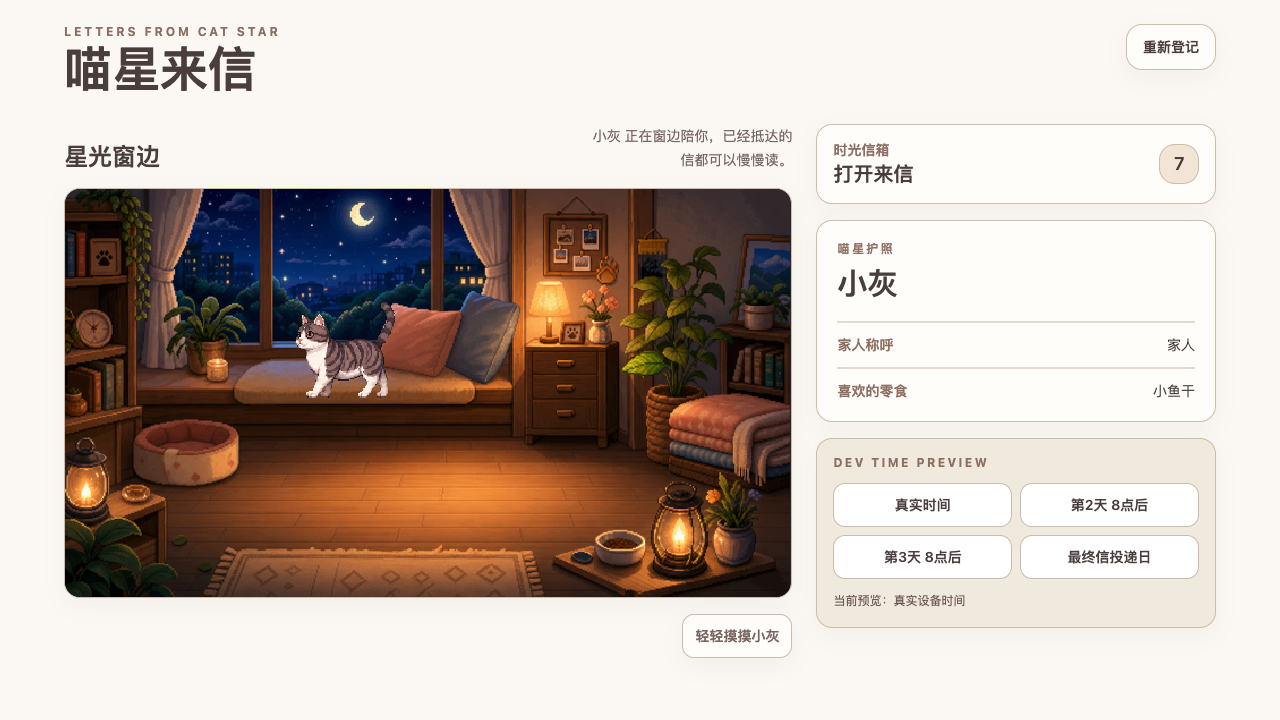 LETTERS FROM CAT STAR
喵星来信
重新登记
星光窗边
小灰 正在窗边陪你，已经抵达的
信都可以慢慢读。
轻轻摸摸小灰
时光信箱
打开来信
7
喵星护照
小灰
家人称呼
家人
喜欢的零食
小鱼干
DEV TIME PREVIEW
真实时间
第2天 8点后
第3天 8点后
最终信投递日
当前预览：真实设备时间